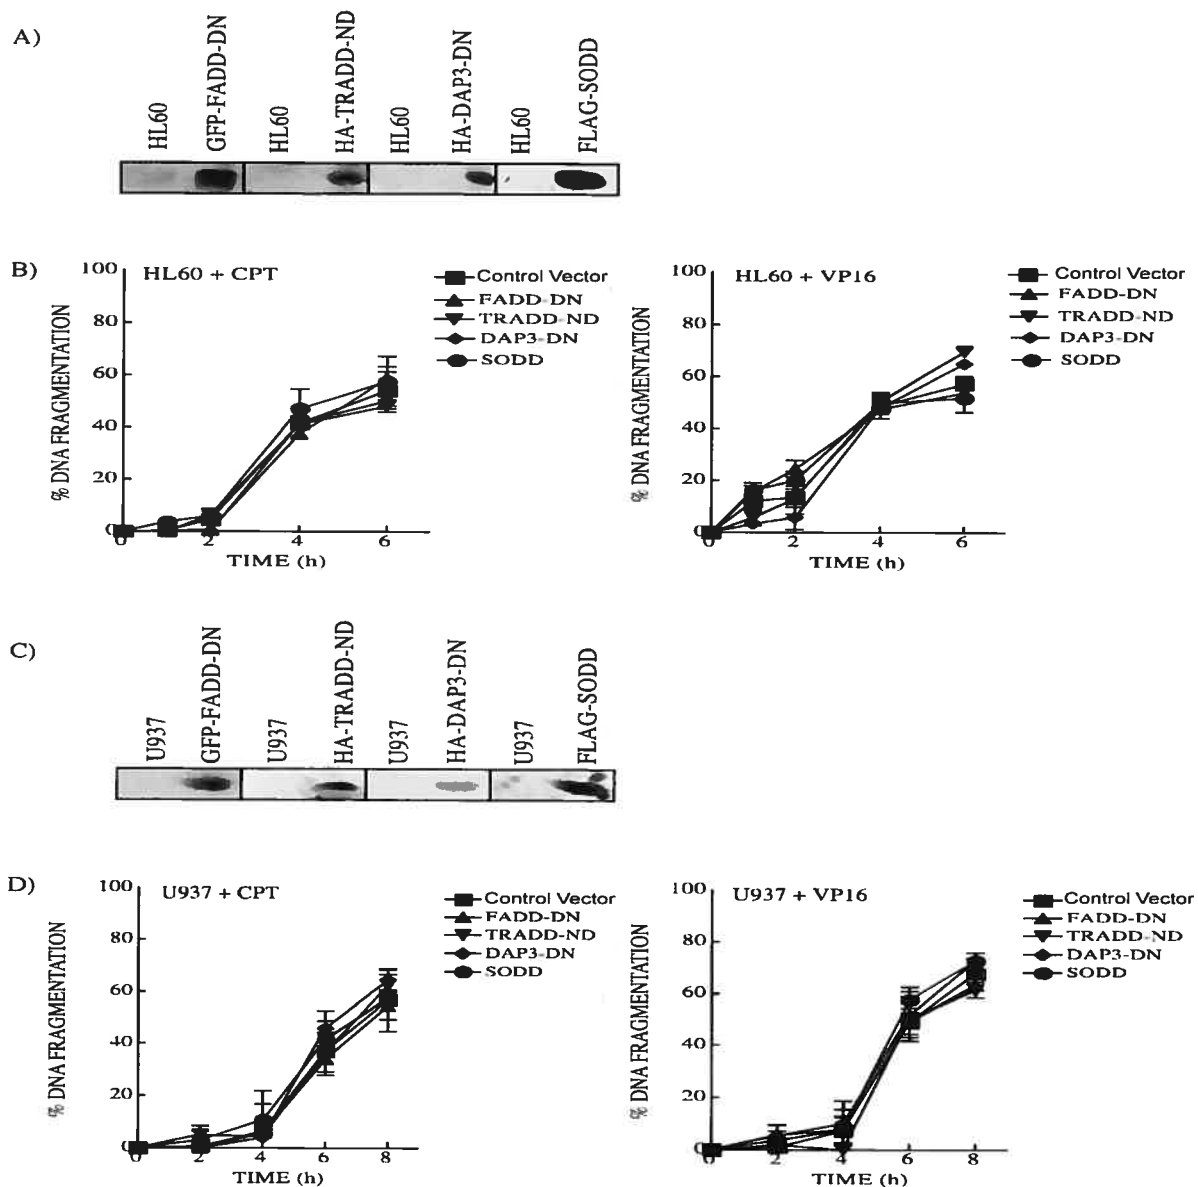 A)
HL60
GFP-FADD-DN
HL60
HA-TRADD-ND
HL60
HA-DAP3-DN
HL60
FLAG-SODD
B)
HL60 + CPT
% DNA FRAGMENTATION
100
80
60
40
20
0
0
2
4
6
TIME (h)
Control Vector
FADD-DN
TRADD-ND
DAP3-DN
SODD
HL60 + VP16
% DNA FRAGMENTATION
100
80
60
40
20
0
0
2
4
6
TIME (h)
Control Vector
FADD-DN
TRADD-ND
DAP3-DN
SODD
C)
U937
GFP-FADD-DN
U937
HA-TRADD-ND
U937
HA-DAP3-DN
U937
FLAG-SODD
D)
U937 + CPT
% DNA FRAGMENTATION
100
80
60
40
20
0
0
2
4
6
8
TIME (h)
Control Vector
FADD-DN
TRADD-ND
DAP3-DN
SODD
U937 + VP16
% DNA FRAGMENTATION
100
80
60
40
20
0
0
2
4
6
8
TIME (h)
Control Vector
FADD-DN
TRADD-ND
DAP3-DN
SODD